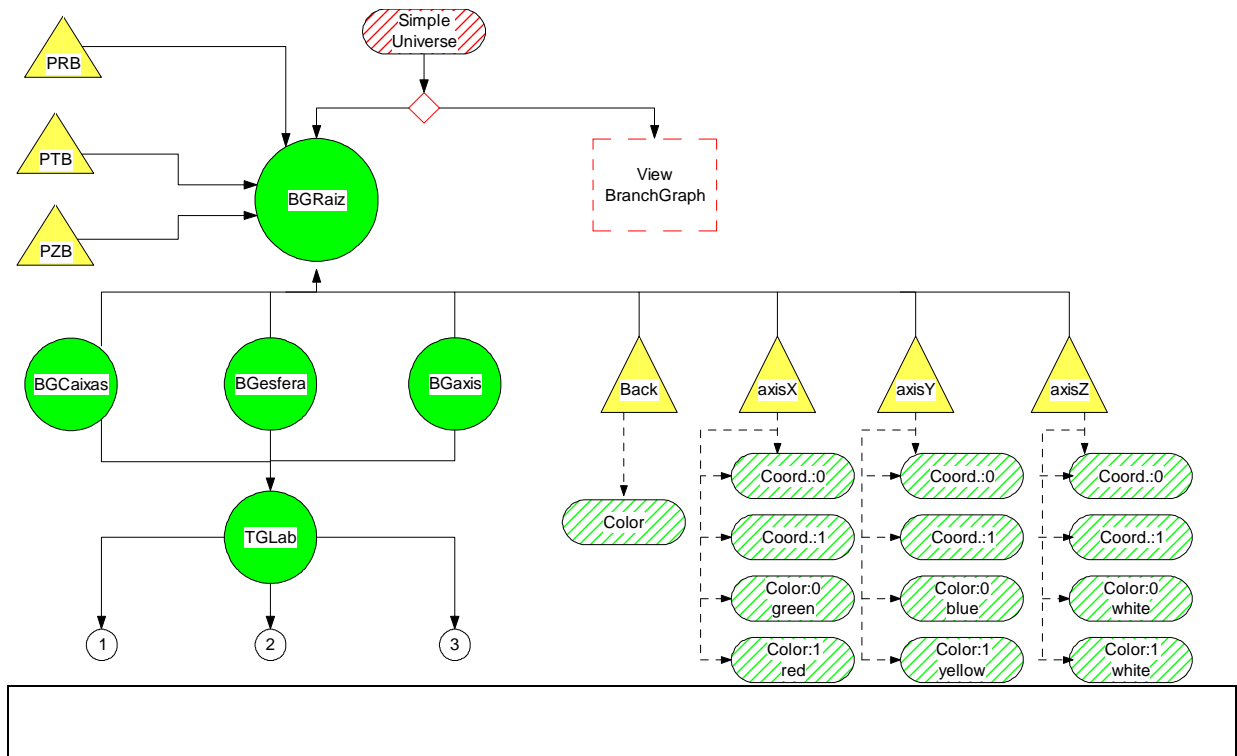 Simple
Universe
PRB
PTB
PZB
BGRaiz
View
BranchGraph
BGCaixas
BGesfera
BGaxis
Back
axisX
axisY
axisZ
Coord.:0
Coord.:0
Coord.:0
Color
Coord.:1
Coord.:1
Coord.:1
TGLab
Color:0
green
Color:0
blue
Color:0
white
1
2
3
Color:1
red
Color:1
yellow
Color:1
white